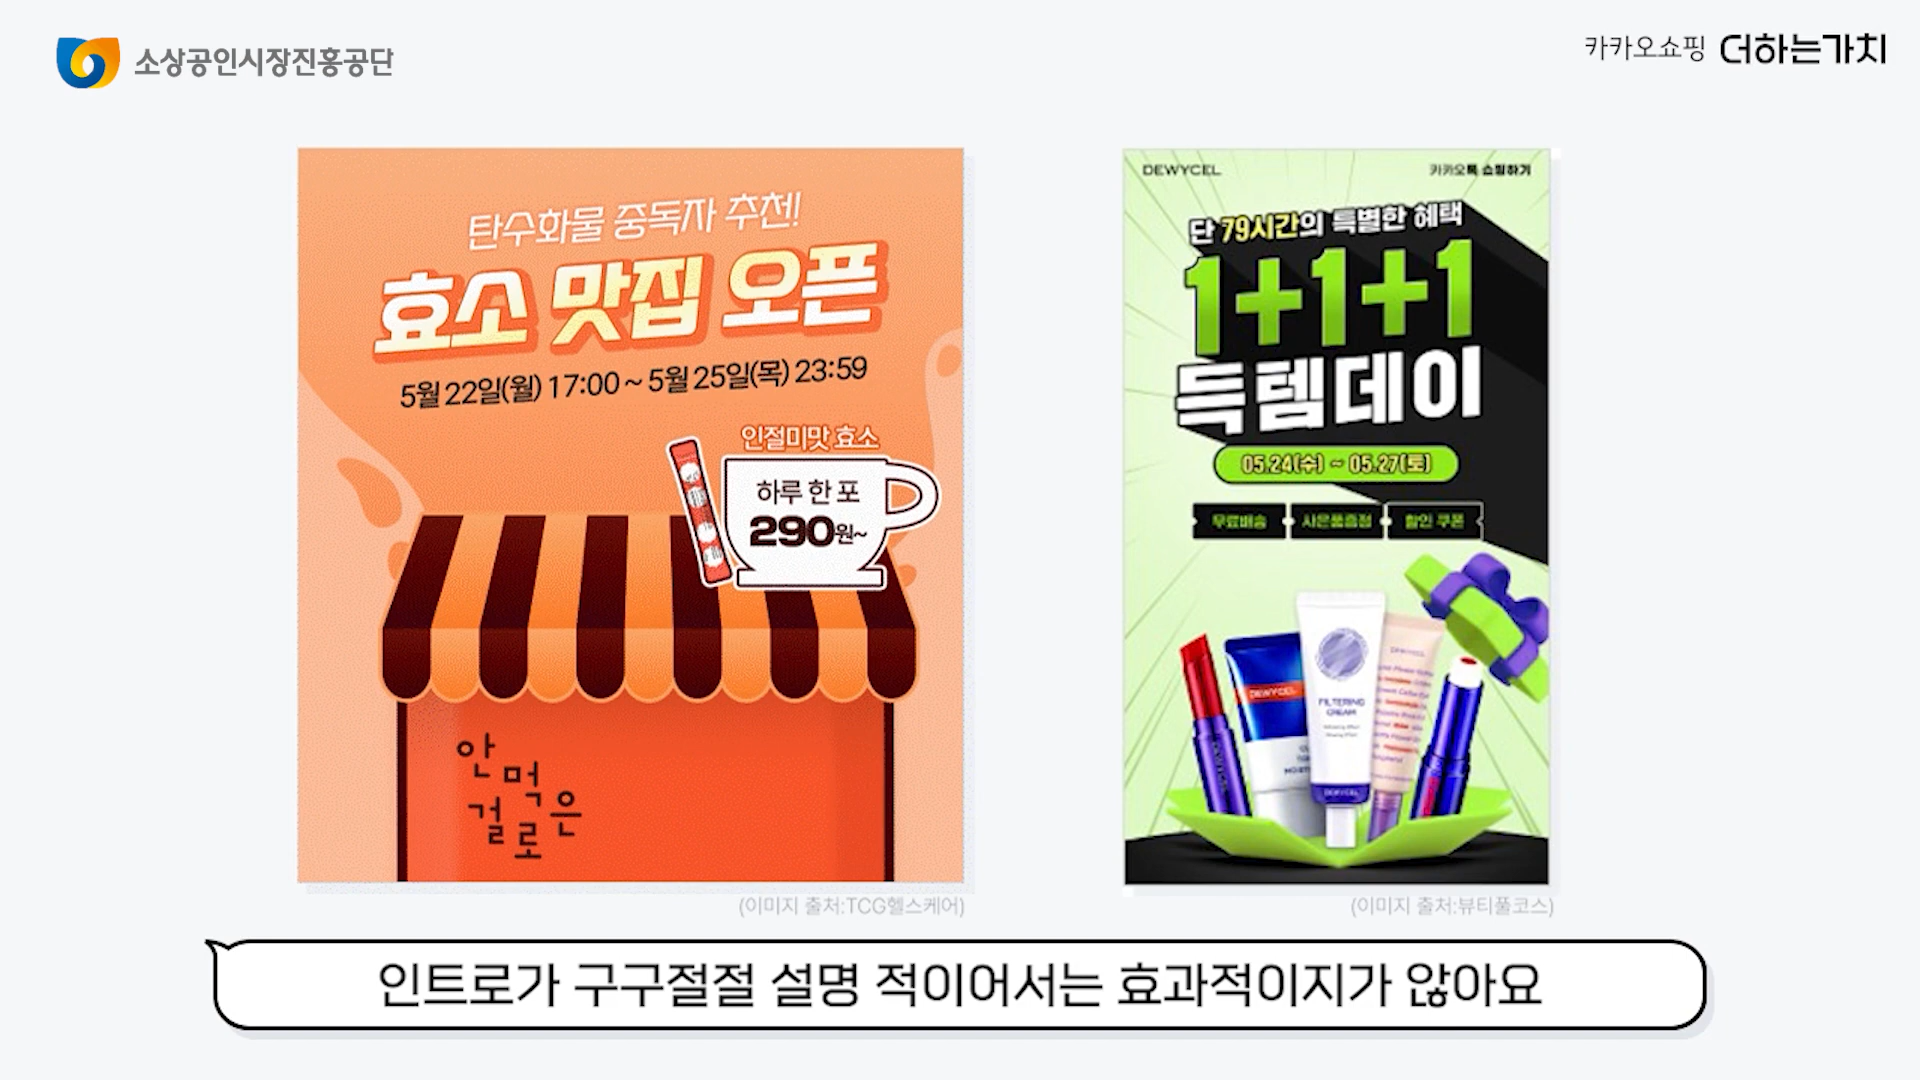 소상공인시장진흥공단
카카오쇼핑 더하는가치
탄수화물 중독자 추천!
효소 맛집 오픈
5월 22일(월) 17:00 ~ 5월 25일(목) 23:59
인절미맛 효소
하루 한 포
290원~
안 먹
걸로은
(이미지 출처:TCG헬스케어)
DEWYCEL
카카오톡 쇼핑하기
단 79시간의 특별한 혜택
1+1+1
득템데이
05.24(수) ~ 05.27(토)
무료배송
사은품증정
할인 쿠폰
DEWYCEL
FILTERING
CREAM
DEWYCEL
DEWYCEL
(이미지 출처:뷰티풀코스)
인트로가 구구절절 설명 적이어서는 효과적이지가 않아요